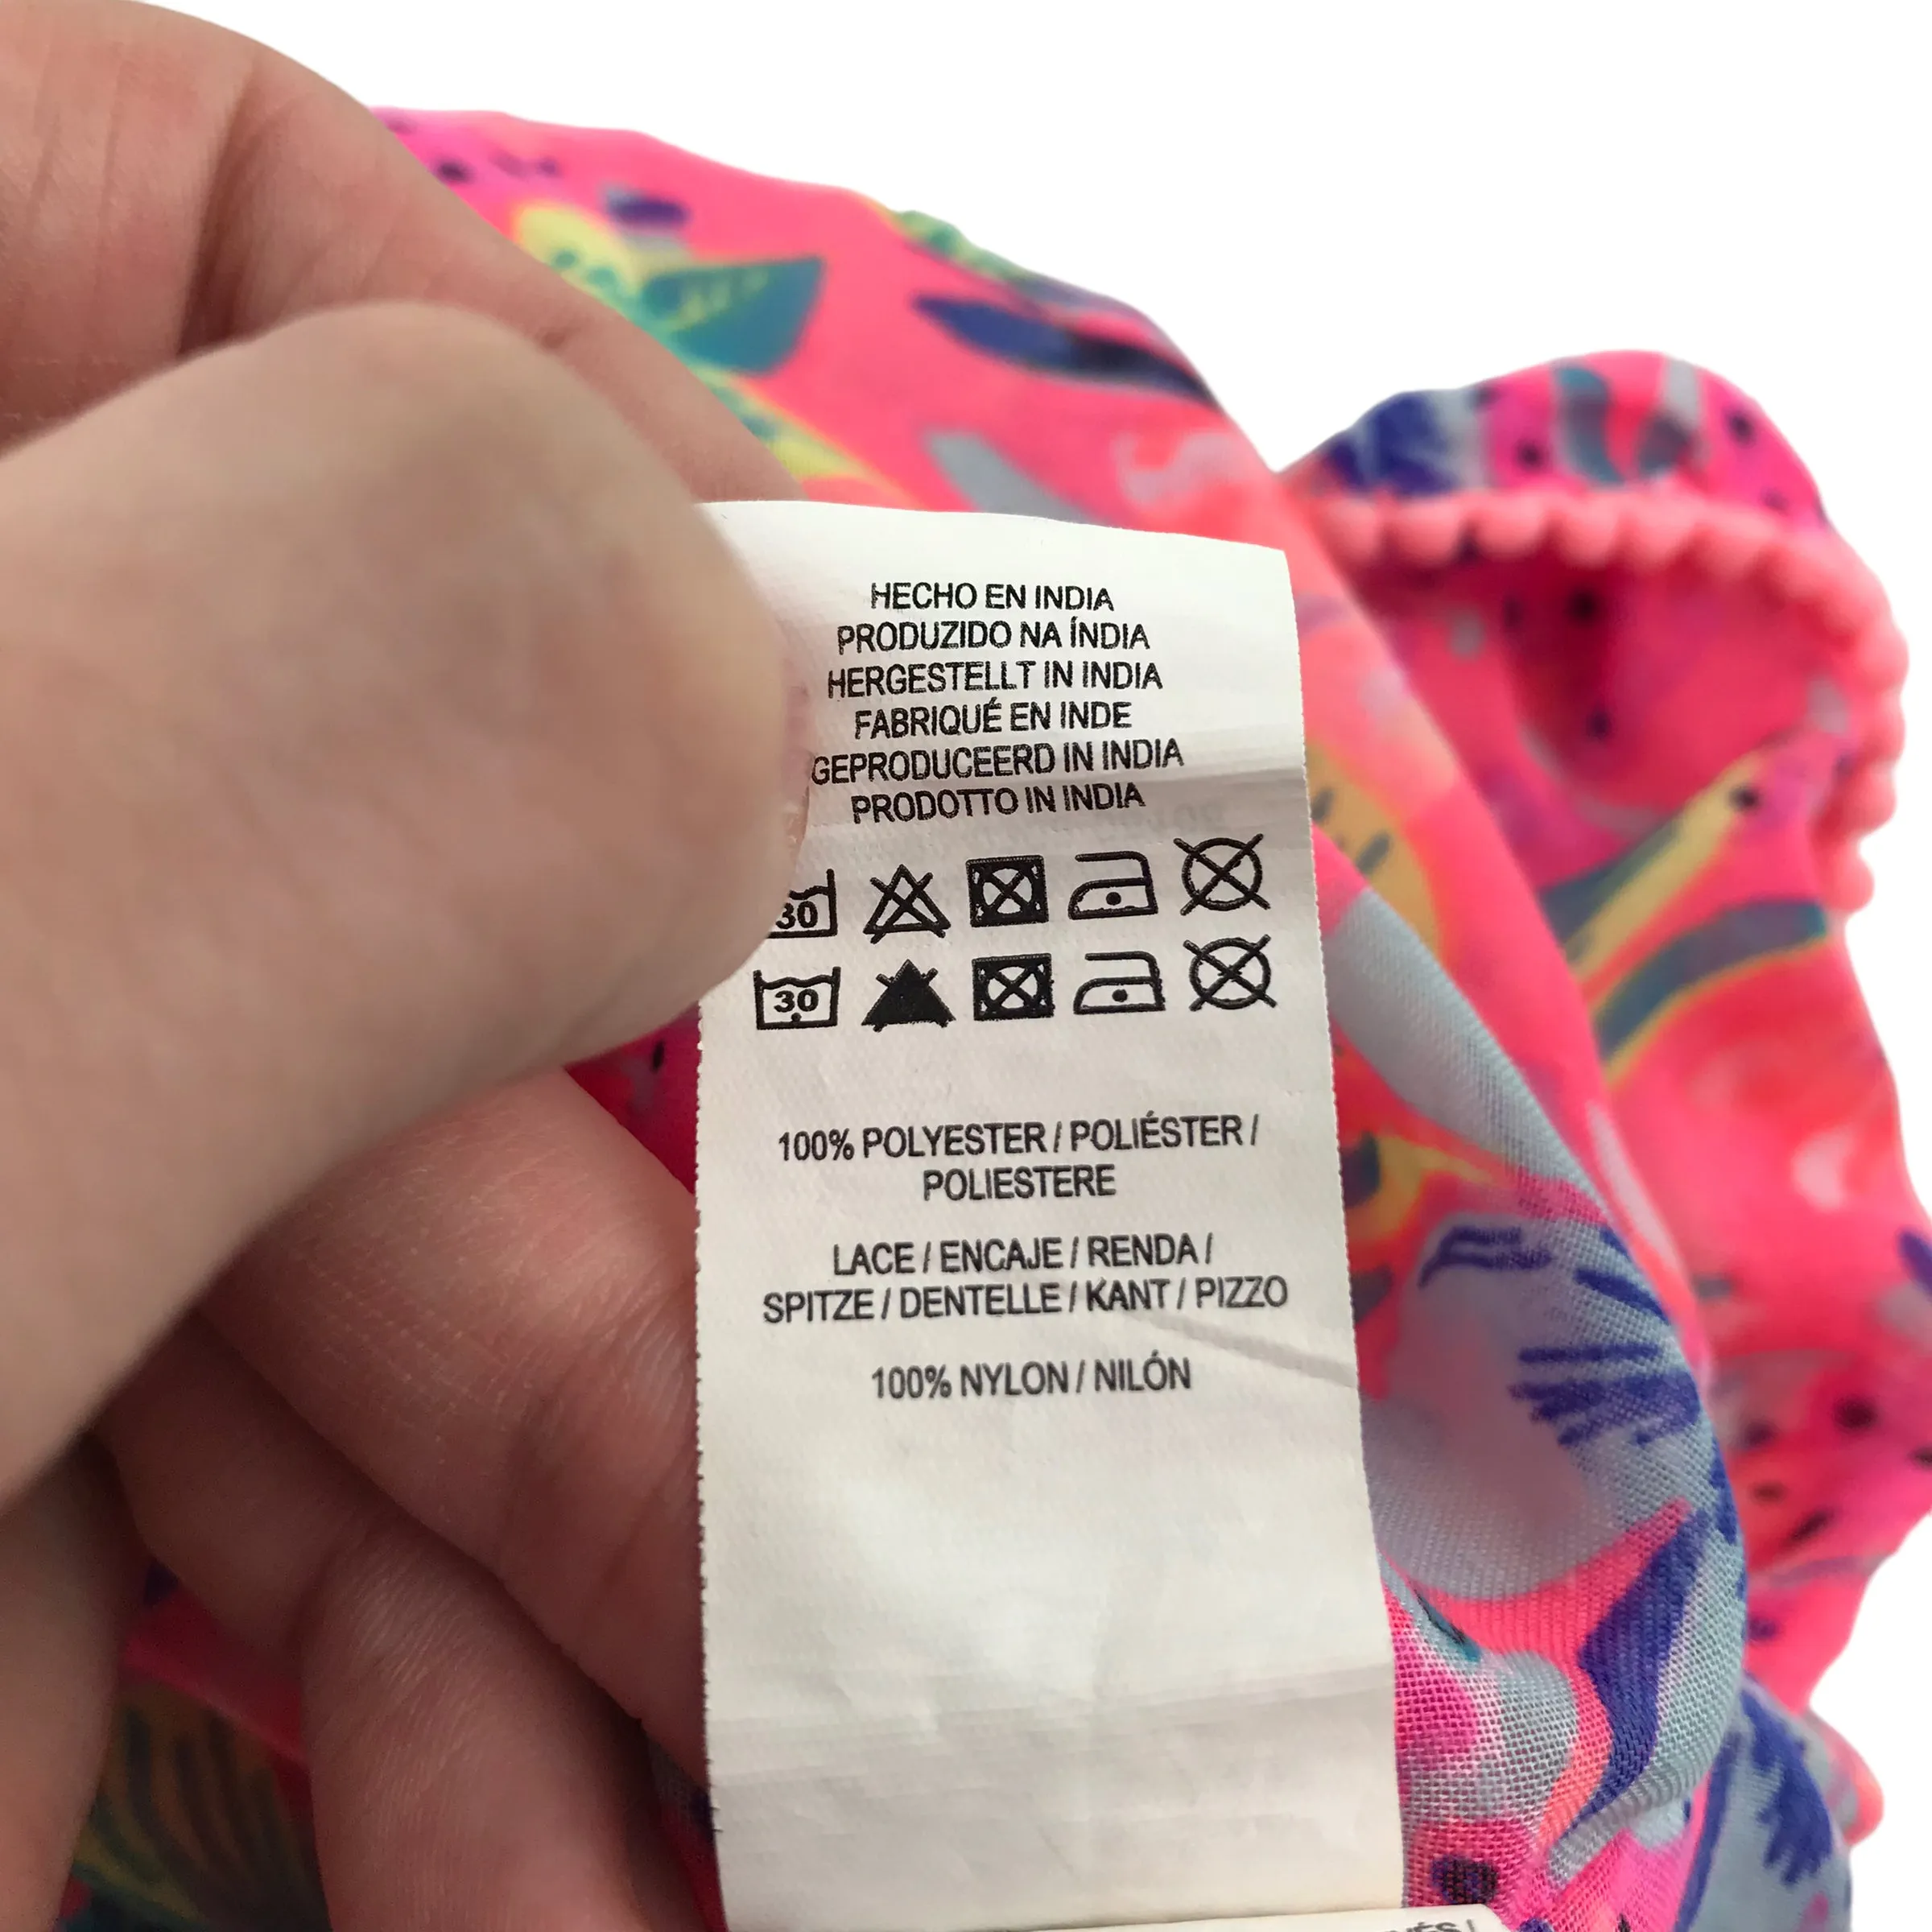 HECHO EN INDIA
PRODUZIDO NA ÍNDIA
HERGESTELLT IN INDIA
FABRIQUÉ EN INDE
GEPRODUCEERD IN INDIA
PRODOTTO IN INDIA
30
30
100% POLYESTER / POLIÉSTER /
POLIESTERE
LACE / ENCAJE / RENDA /
SPITZE / DENTELLE / KANT / PIZZO
100% NYLON / NILÓN